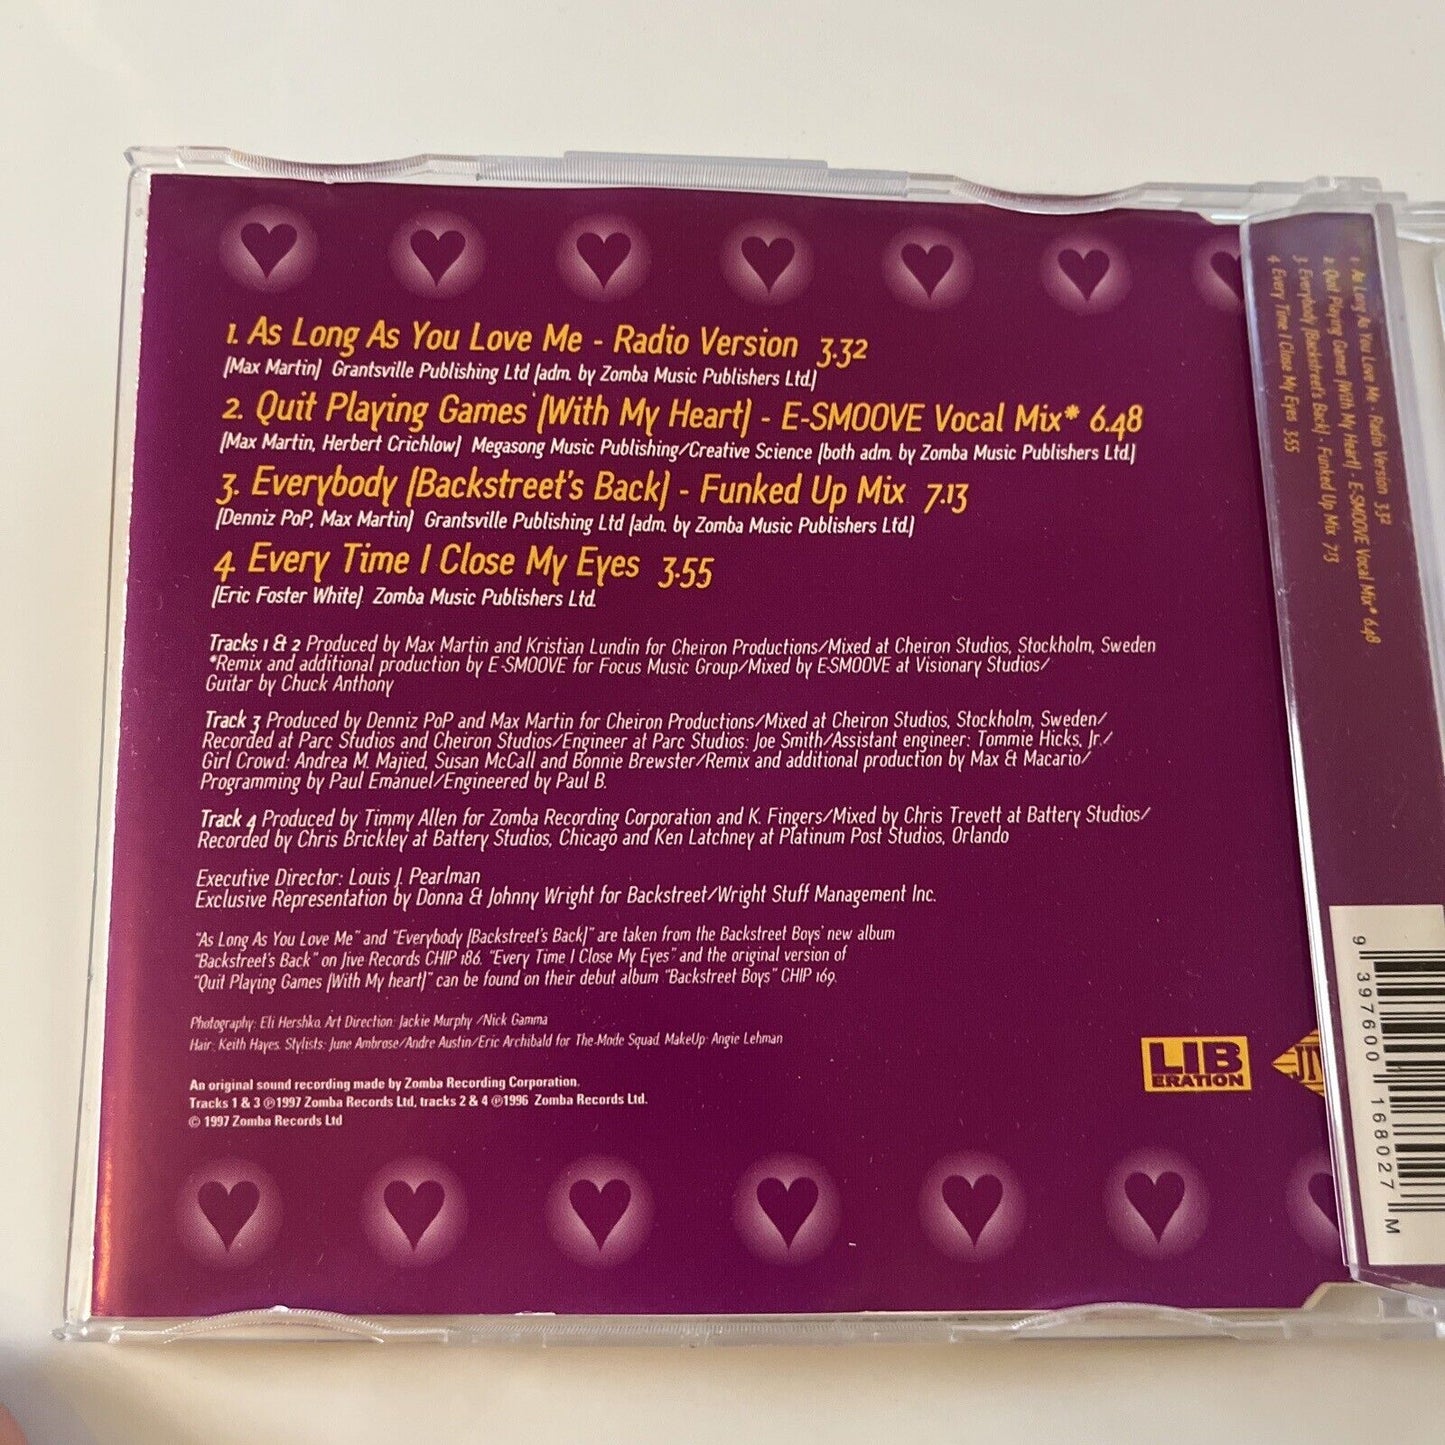 1. As Long As You Love Me - Radio Version 3.32
[Max Martin] Grantsville Publishing Ltd [adm. by Zomba Music Publishers Ltd.]
2. Quit Playing Games [With My Heart] - E-SMOOVE Vocal Mix* 6.48
[Max Martin, Herbert Crichlow] Megasong Music Publishing/Creative Science [both adm. by Zomba Music Publishers Ltd.]
3. Everybody [Backstreet's Back] - Funked Up Mix 7.13
[Denniz PoP, Max Martin] Grantsville Publishing Ltd [adm. by Zomba Music Publishers Ltd.]
4 Every Time I Close My Eyes 3.55
[Eric Foster White] Zomba Music Publishers Ltd.
Tracks 1 & 2 Produced by Max Martin and Kristian Lundin for Cheiron Productions/Mixed at Cheiron Studios, Stockholm, Sweden
*Remix and additional production by E-SMOOVE for Focus Music Group/Mixed by E-SMOOVE at Visionary Studios/
Guitar by Chuck Anthony
Track 3 Produced by Denniz PoP and Max Martin for Cheiron Productions/Mixed at Cheiron Studios, Stockholm, Sweden/
Recorded at Parc Studios and Cheiron Studios/Engineer at Parc Studios: Joe Smith/Assistant engineer: Tommie Hicks, Jr./
Girl Crowd: Andrea M. Majied, Susan McCall and Bonnie Brewster/Remix and additional production by Max & Macario/
Programming by Paul Emanuel/Engineered by Paul B.
Track 4 Produced by Timmy Allen for Zomba Recording Corporation and K. Fingers/Mixed by Chris Trevett at Battery Studios/
Recorded by Chris Brickley at Battery Studios, Chicago and Ken Latchney at Platinum Post Studios, Orlando
Executive Director: Louis J. Pearlman
Exclusive Representation by Donna & Johnny Wright for Backstreet/Wright Stuff Management Inc.
"As Long As You Love Me" and "Everybody [Backstreet's Back]" are taken from the Backstreet Boys' new album
"Backstreet's Back" on Jive Records CHIP 186. "Every Time I Close My Eyes" and the original version of
"Quit Playing Games [With My heart]" can be found on their debut album "Backstreet Boys" CHIP 169.
Photography: Eli Hershko. Art Direction: Jackie Murphy /Nick Gamma
Hair: Keith Hayes. Stylists: June Ambrose/Andre Austin/Eric Archibald for The Mode Squad. MakeUp: Angie Lehman
An original sound recording made by Zomba Recording Corporation.
Tracks 1 & 3 ℗1997 Zomba Records Ltd, tracks 2 & 4 ℗1996 Zomba Records Ltd.
© 1997 Zomba Records Ltd
LIB
ERATION
1 As Long As You Love Me - Radio Version 3.32
2 Quit Playing Games [With My Heart] - E-SMOOVE Vocal Mix* 6.48
3 Everybody [Backstreet's Back] - Funked Up Mix 7.13
4 Every Time I Close My Eyes 3.55
9 397600 168027 M